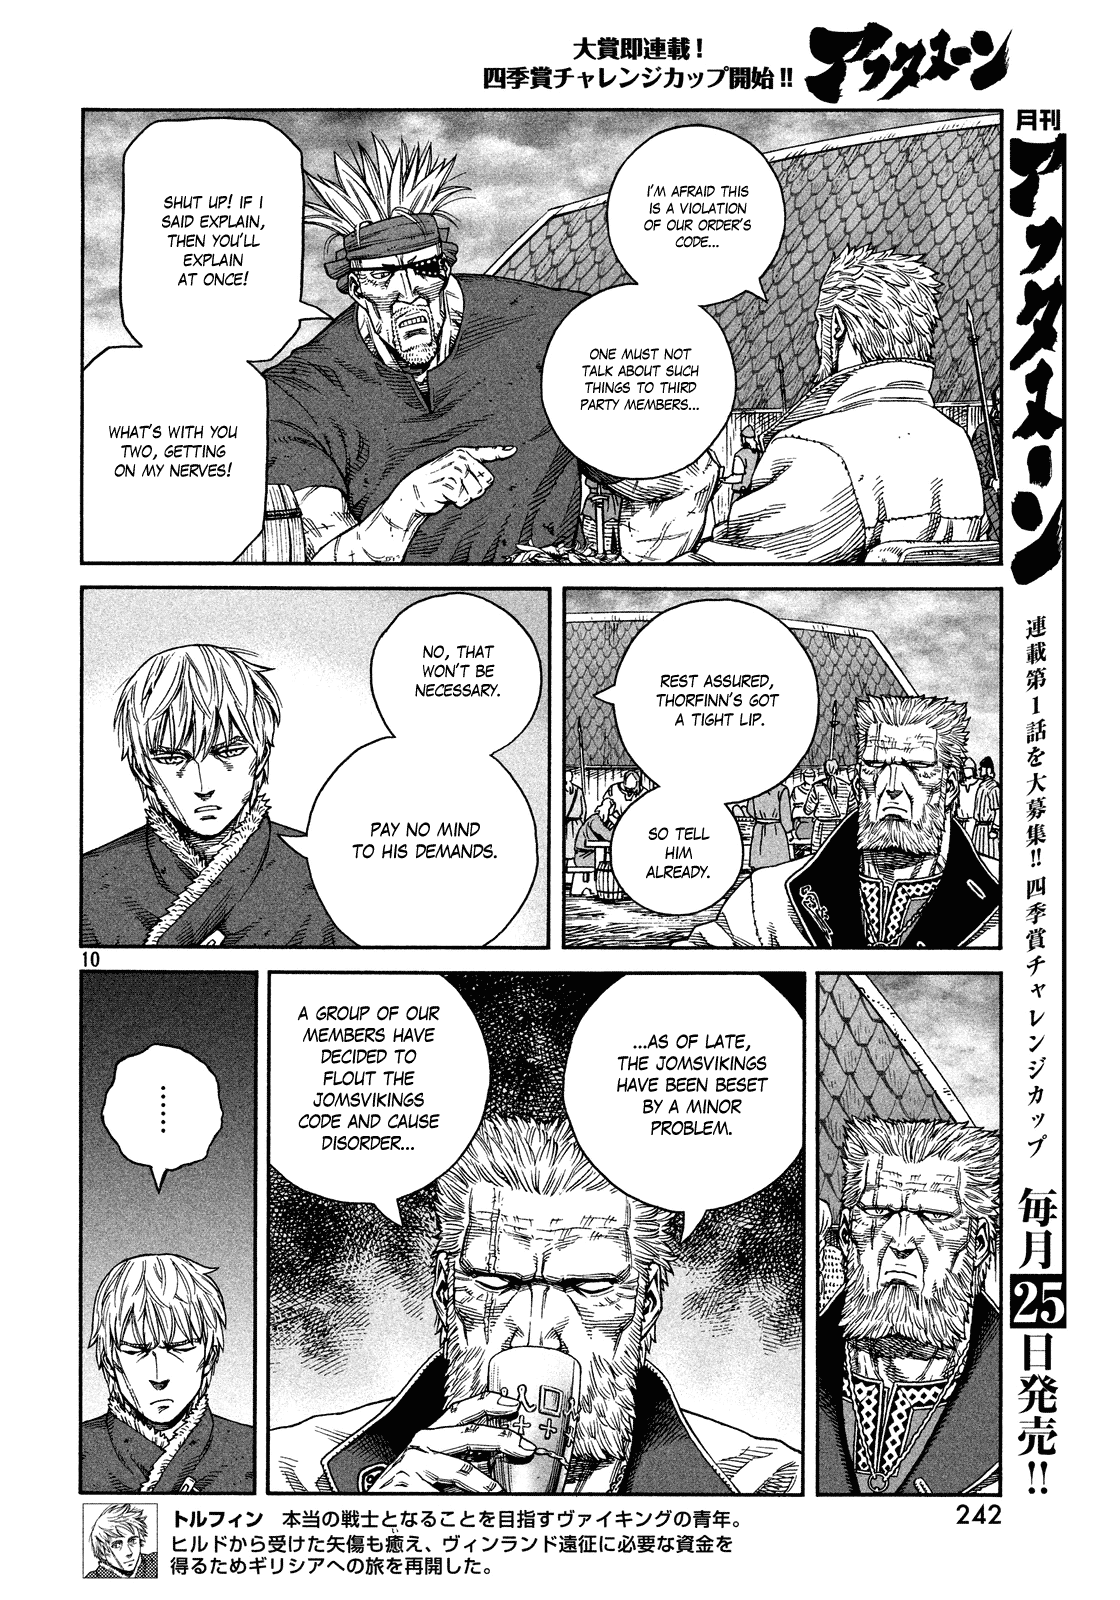 大賞即連載!
四季賞チャレンジカップ開始!!
アフタヌーン
月刊
アフタヌーン
連載第1話を大募集!!四季賞チャレンジカップ
毎月25日発売!!
I'M AFRAID THIS
IS A VIOLATION
OF OUR ORDER'S
CODE...
ONE MUST NOT
TALK ABOUT SUCH
THINGS TO THIRD
PARTY MEMBERS...
SHUT UP! IF I
SAID EXPLAIN,
THEN YOU'LL
EXPLAIN
AT ONCE!
WHAT'S WITH YOU
TWO, GETTING
ON MY NERVES!
REST ASSURED,
THORFINN'S GOT
A TIGHT LIP.
SO TELL
HIM
ALREADY.
NO, THAT
WON'T BE
NECESSARY.
PAY NO MIND
TO HIS DEMANDS.
10
...AS OF LATE,
THE JOMSVIKINGS
HAVE BEEN BESET
BY A MINOR
PROBLEM.
A GROUP OF OUR
MEMBERS HAVE
DECIDED TO
FLOUT THE
JOMSVIKINGS
CODE AND CAUSE
DISORDER...
……
242
トルフィン 本当の戦士となることを目指すヴァイキングの青年。
ヒルドから受けた矢傷も癒え、ヴィンランド遠征に必要な資金を
得るためギリシアへの旅を再開した。